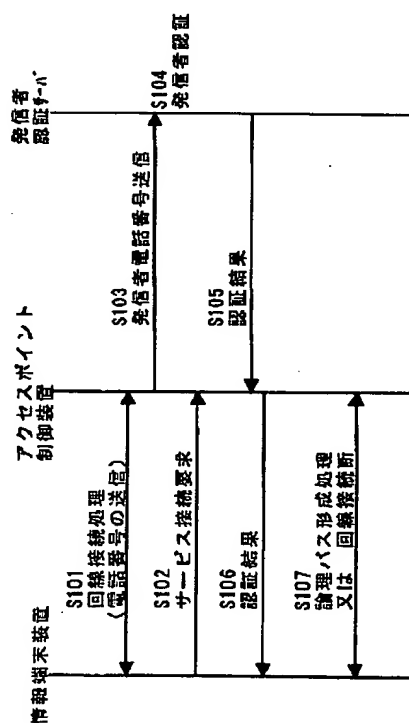 情報端末装置
アクセスポイント
制御装置
発信者
認証サーバ
S101
回線接続処理
(電話番号の送信)
S102
サービス接続要求
S103
発信者電話番号送信
S104
発信者認証
S105
認証結果
S106
認証結果
S107
論理パス形成処理
又は 回線接続断